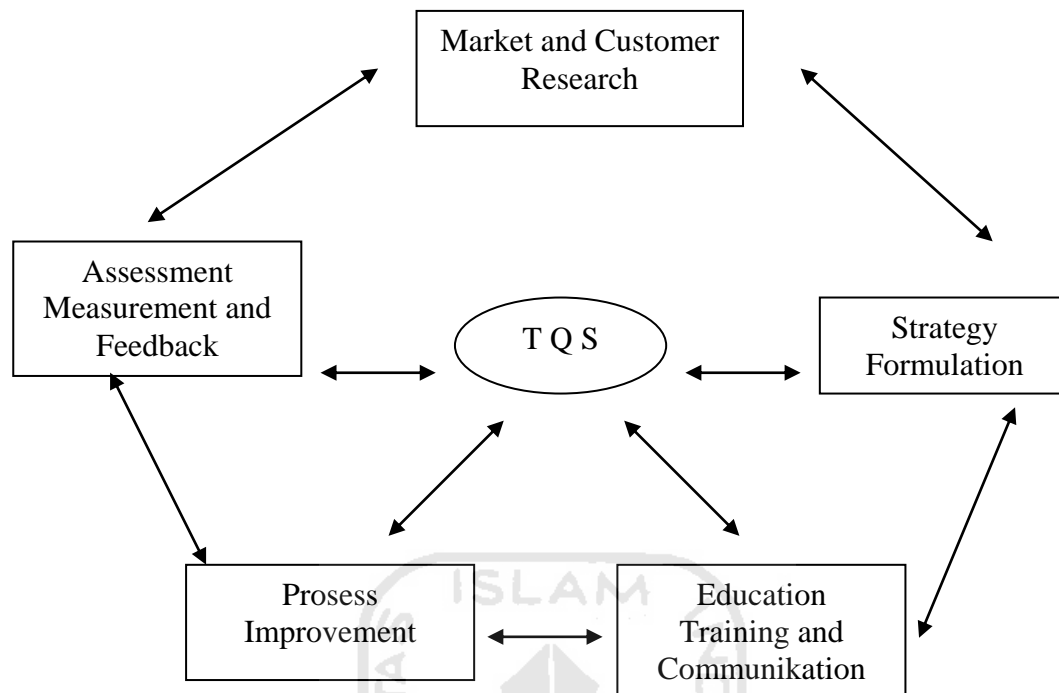 Market and Customer
Research
Assessment
Measurement and
Feedback
T Q S
Strategy
Formulation
Prosess
Improvement
Education
Training and
Communikation
ISLAM